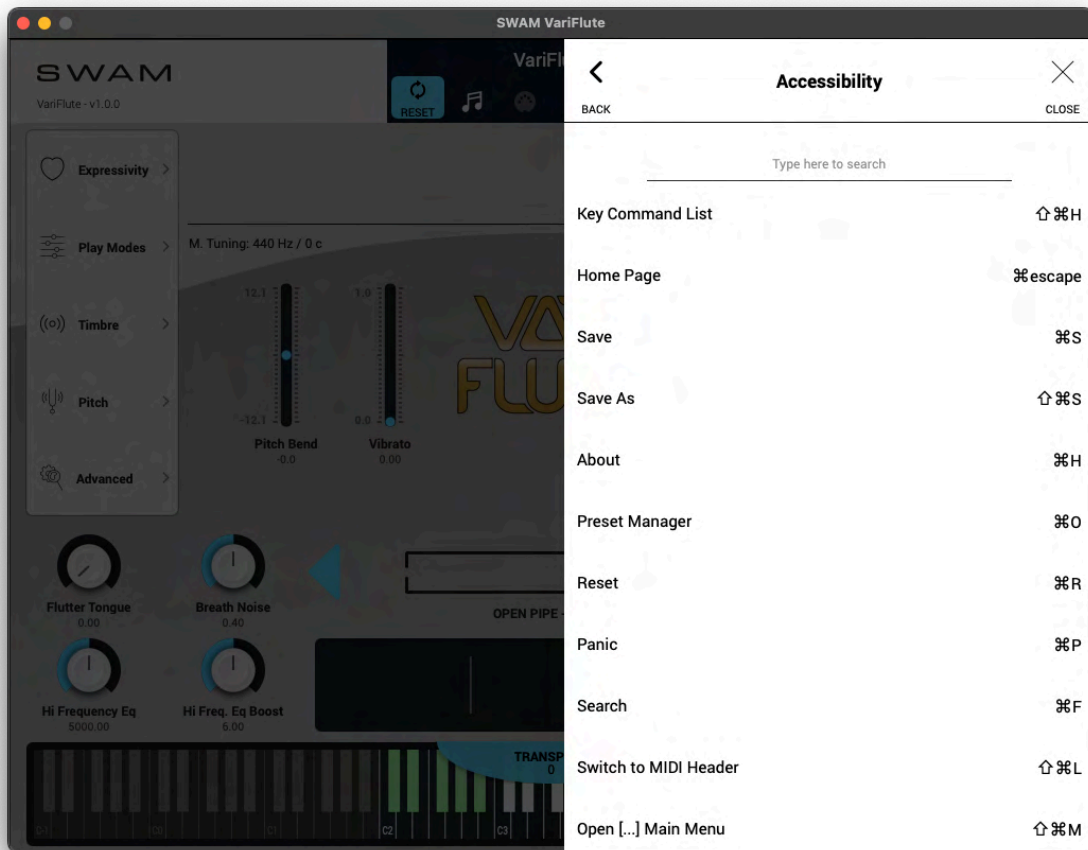 SWAM VariFlute
SWAM
VariFlute - v1.0.0
RESET
Expressivity
Play Modes
Timbre
Pitch
Advanced
M. Tuning: 440 Hz / 0 c
12.1
-12.1
Pitch Bend
-0.0
1.0
0.0
Vibrato
0.00
Flutter Tongue
0.00
Breath Noise
0.40
OPEN PIPE -
Hi Frequency Eq
5000.00
Hi Freq. Eq Boost
6.00
0
C-1
C0
C1
C2
C3
BACK
Accessibility
CLOSE
Type here to search
Key Command List ⇧⌘H
Home Page ⌘escape
Save ⌘S
Save As ⇧⌘S
About ⌘H
Preset Manager ⌘O
Reset ⌘R
Panic ⌘P
Search ⌘F
Switch to MIDI Header ⇧⌘L
Open [...] Main Menu ⇧⌘M